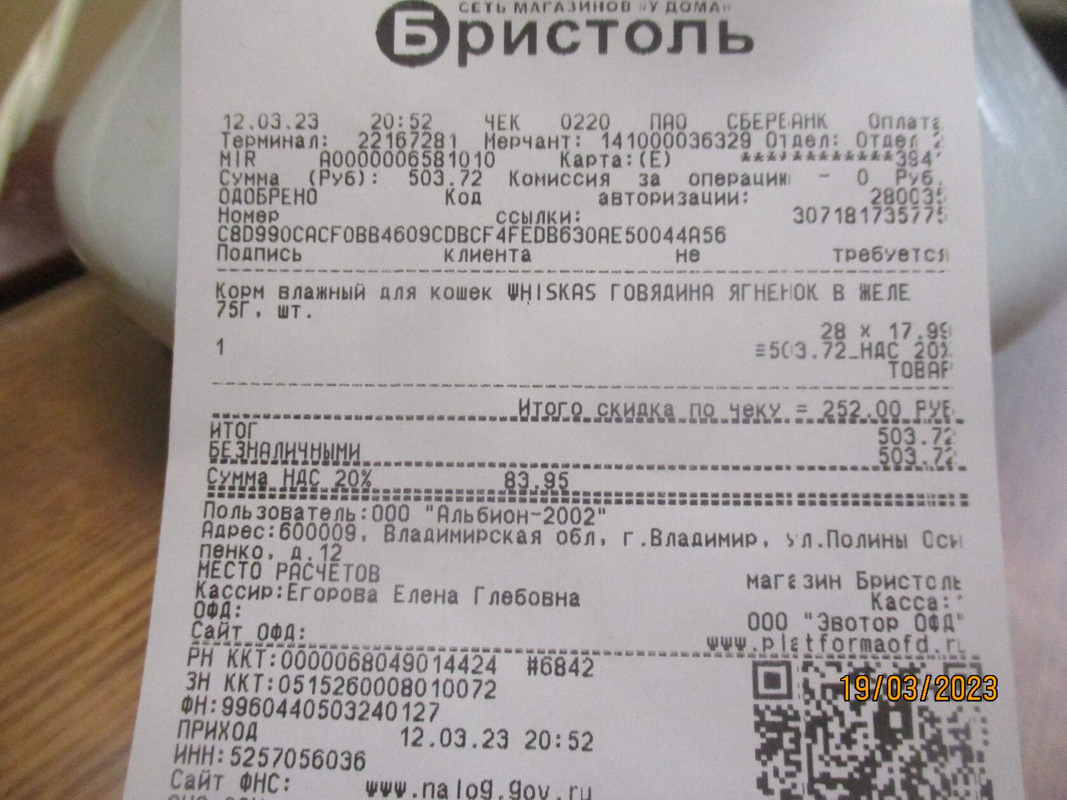 СЕТЬ МАГАЗИНОВ «У ДОМА»
Бристоль
12.03.23 20:52 ЧЕК 0220 ПАО СБЕРБАНК Оплата
Терминал: 22167281 Мерчант: 141000036329 Отдел: Отдел 2
MIR A0000006581010 Карта:(E) ************394
Сумма (Руб): 503.72 Комиссия за операцию - 0 Руб.
ОДОБРЕНО Код авторизации: 280035
Номер ссылки: 307181735775
C8D990CACF0BB4609CDBCF4FEDB630AE50044A56
Подпись клиента не требуется
Корм влажный для кошек WHISKAS ГОВЯДИНА ЯГНЕНОК В ЖЕЛЕ
75Г, шт.
28 x 17.99
1 ≡503.72_НДС 20%
ТОВАР
Итого скидка по чеку = 252.00 РУБ
ИТОГ 503.72
БЕЗНАЛИЧНЫМИ 503.72
Сумма НДС 20% 83.95
Пользователь:ООО "Альбион-2002"
Адрес:600009, Владимирская обл, г.Владимир, ул.Полины Оси
пенко, д.12
МЕСТО РАСЧЕТОВ магазин Бристоль
Кассир:Егорова Елена Глебовна Касса:
ОФД: ООО "Эвотор ОФД"
Сайт ОФД: www.platformaofd.ru
РН ККТ:0000068049014424 #6842
ЗН ККТ:0515260008010072
ФН:9960440503240127
ПРИХОД 12.03.23 20:52
ИНН:5257056036
Сайт ФНС: www.nalog.gov.ru
19/03/2023